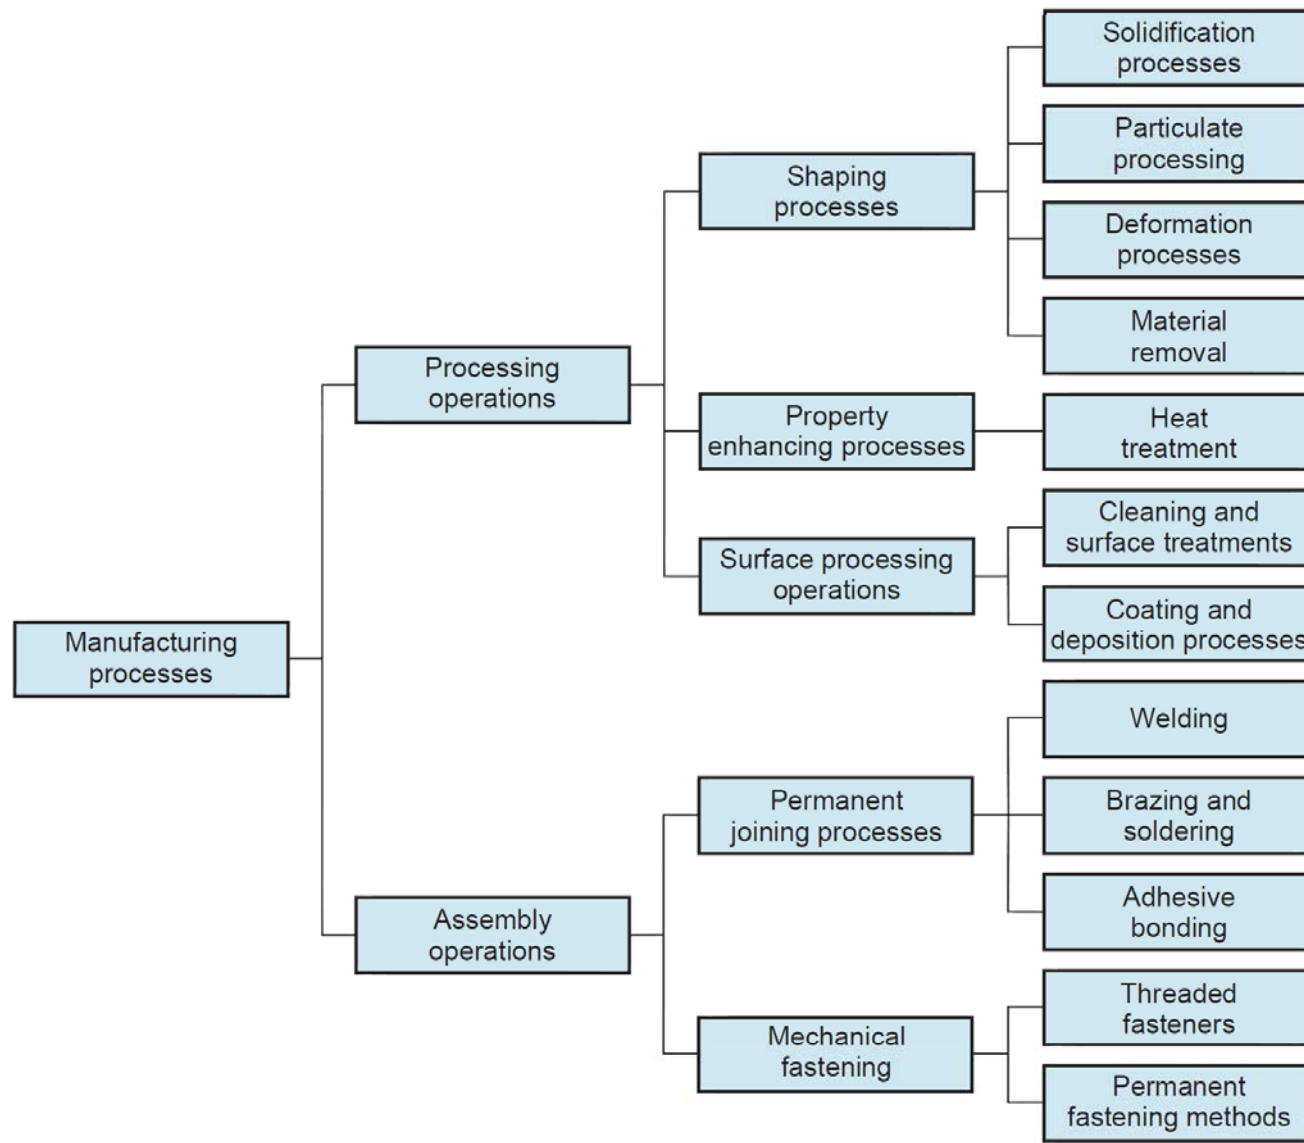 Solidification
processes
Particulate
processing
Shaping
processes
Deformation
processes
Material
removal
Processing
operations
Property
enhancing processes
Heat
treatment
Cleaning and
surface treatments
Surface processing
operations
Coating and
deposition processes
Manufacturing
processes
Welding
Permanent
joining processes
Brazing and
soldering
Adhesive
bonding
Assembly
operations
Threaded
fasteners
Mechanical
fastening
Permanent
fastening methods